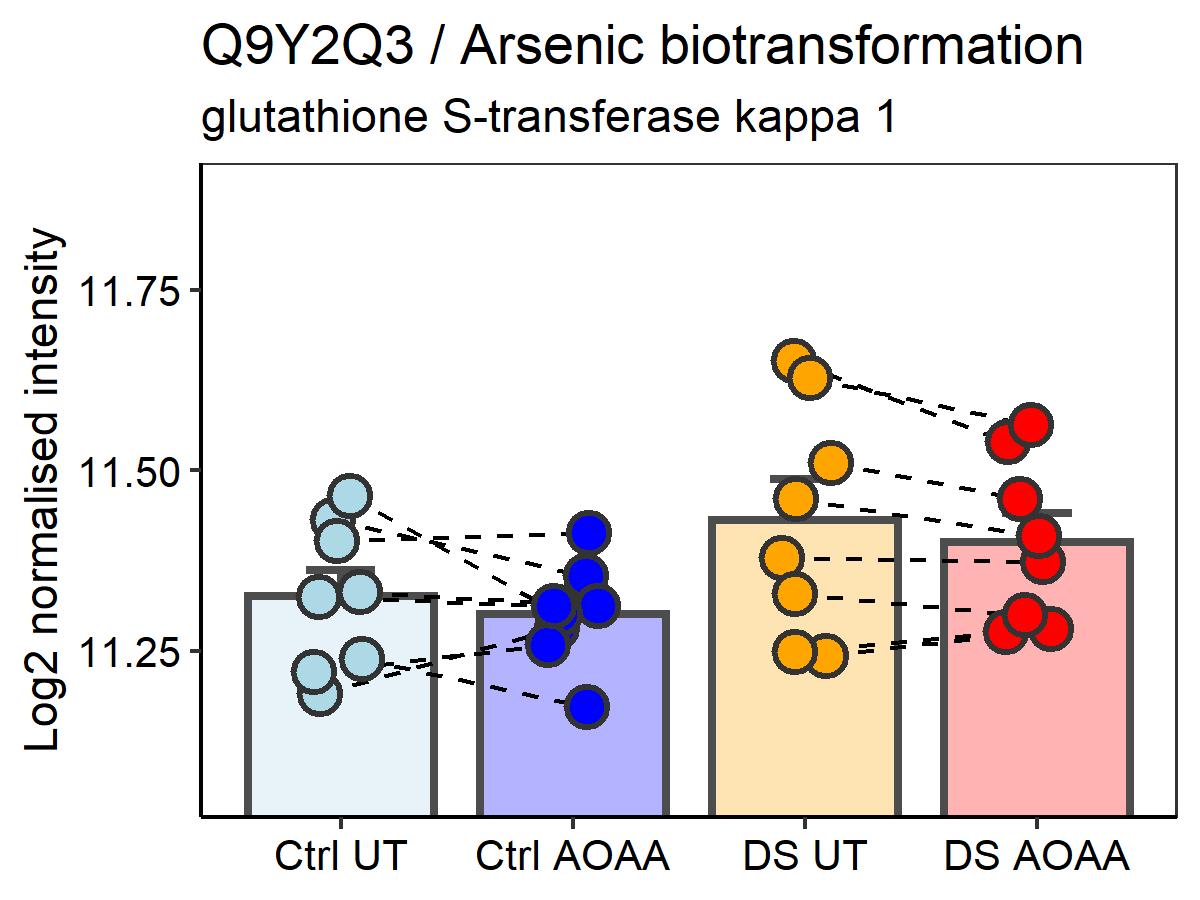 Q9Y2Q3 / Arsenic biotransformation
glutathione S-transferase kappa 1
Log2 normalised intensity
11.75
11.50
11.25
Ctrl UT
Ctrl AOAA
DS UT
DS AOAA